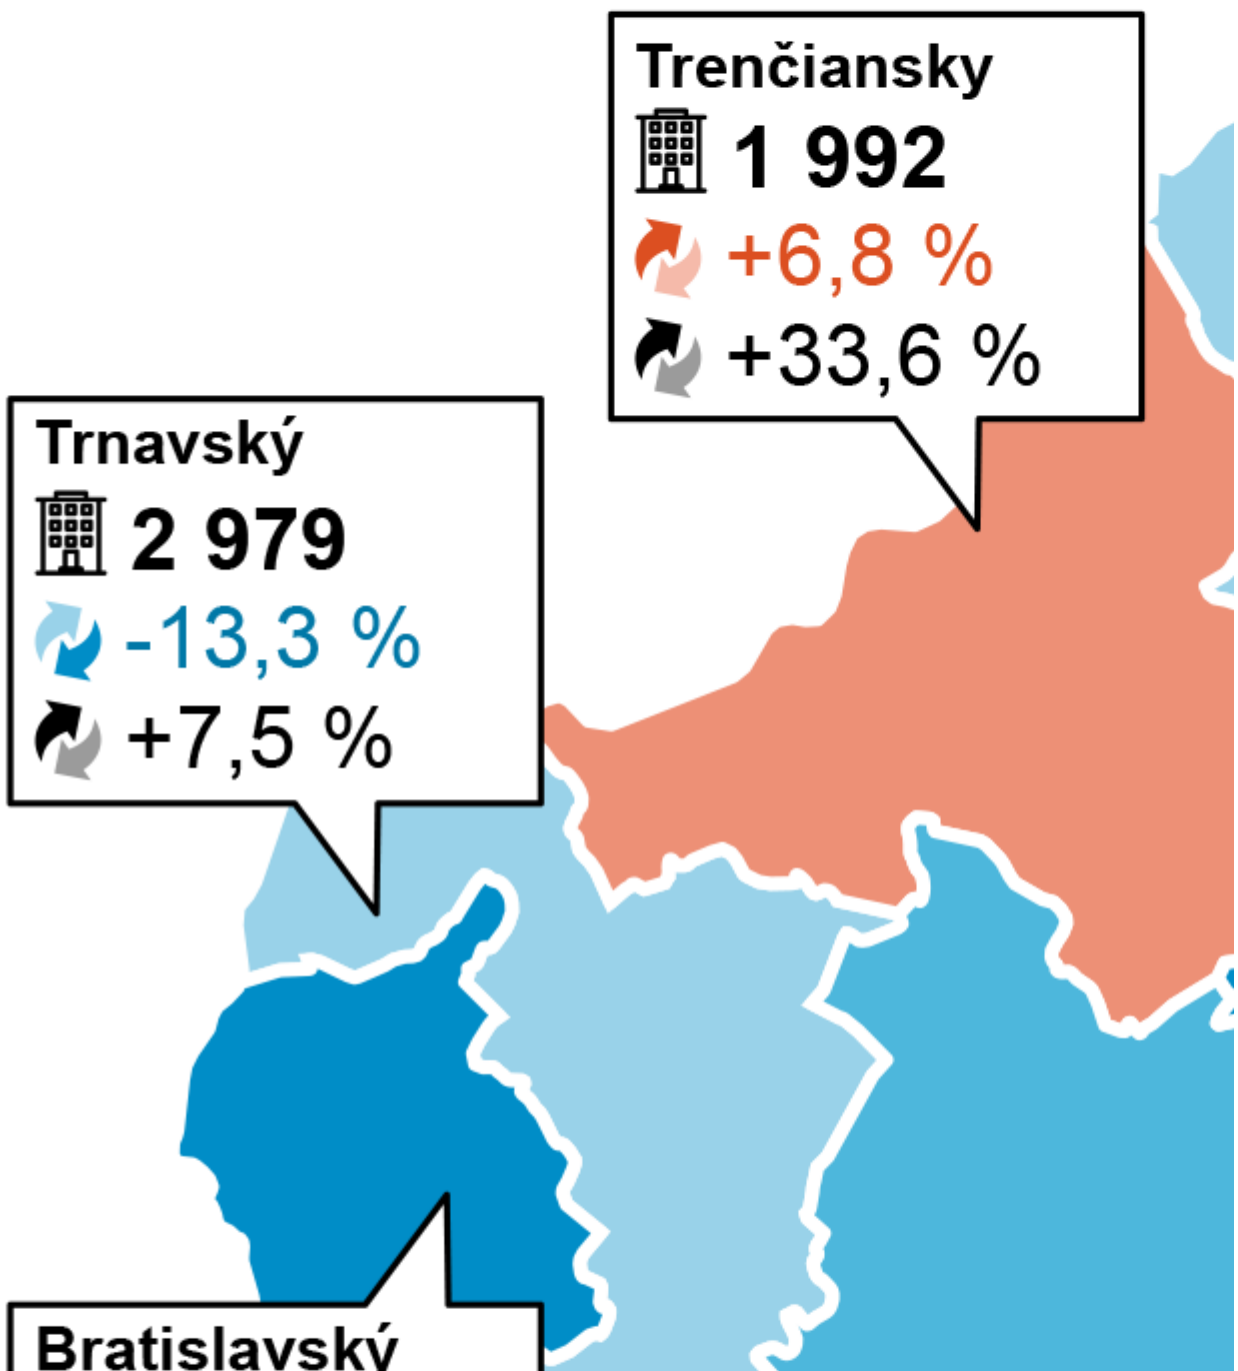 Trenčiansky
1 992
+6,8 %
+33,6 %
Trnavský
2 979
-13,3 %
+7,5 %
Bratislavský